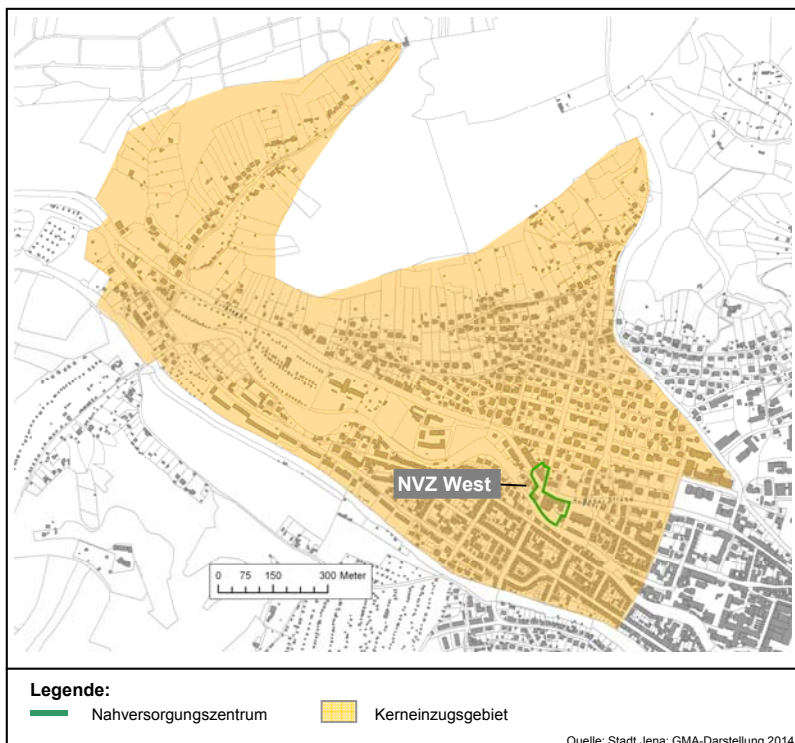 NVZ West
0 75 150 300 Meter
Legende:
Nahversorgungszentrum
Kerneinzugsgebiet
Quelle: Stadt Jena; GMA-Darstellung 2014